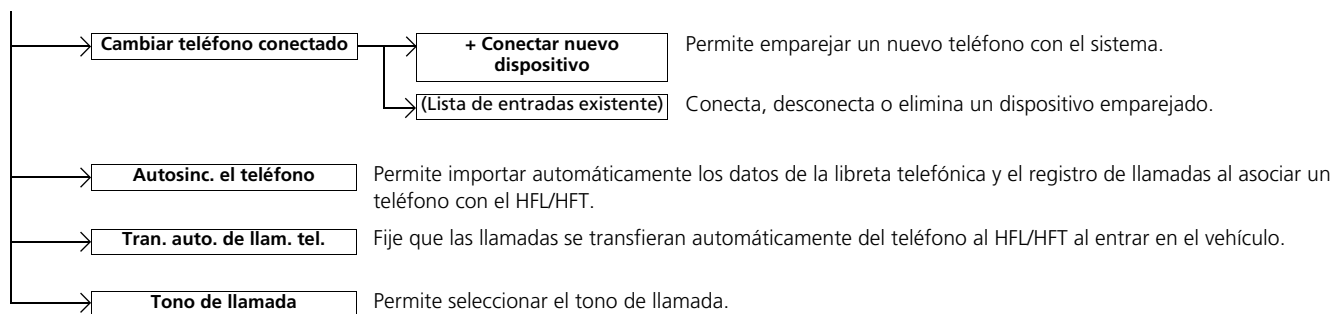 Cambiar teléfono conectado
+ Conectar nuevo
dispositivo
Permite emparejar un nuevo teléfono con el sistema.
(Lista de entradas existente)
Conecta, desconecta o elimina un dispositivo emparejado.
Autosinc. el teléfono
Permite importar automáticamente los datos de la libreta telefónica y el registro de llamadas al asociar un
teléfono con el HFL/HFT.
Tran. auto. de llam. tel.
Fije que las llamadas se transfieran automáticamente del teléfono al HFL/HFT al entrar en el vehículo.
Tono de llamada
Permite seleccionar el tono de llamada.